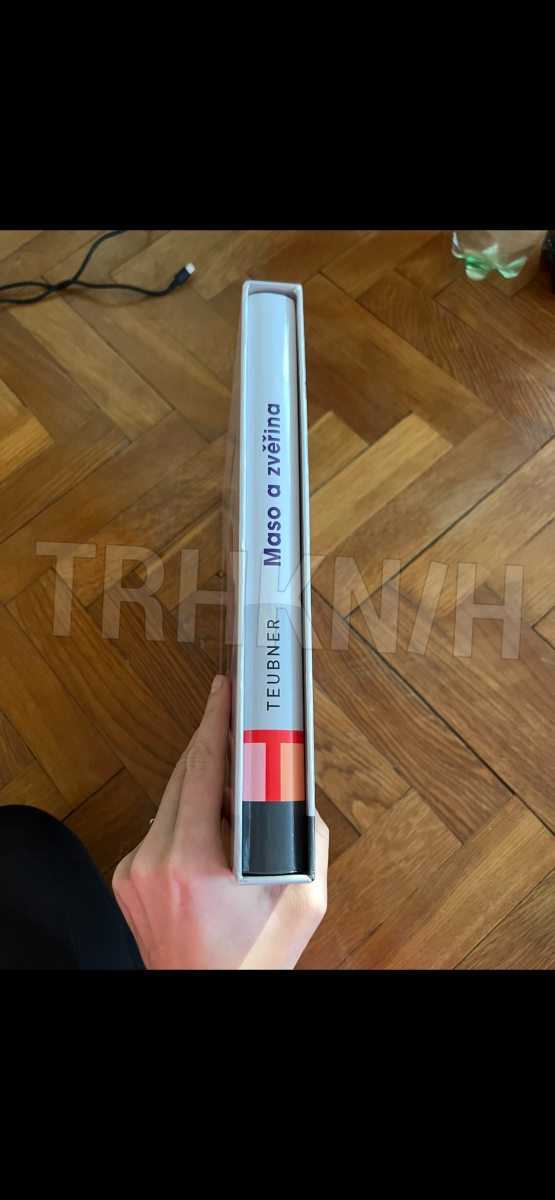 Maso a zvěřina
TEUBNER
T
TRHKNIH